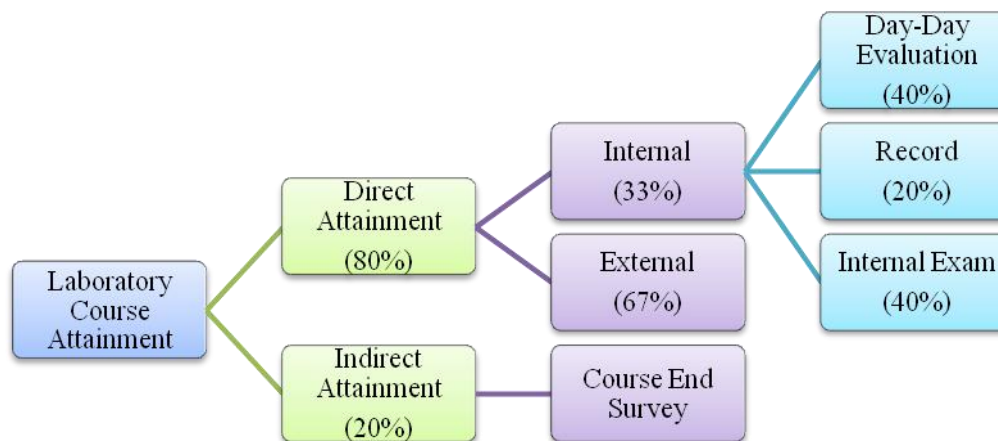 Laboratory
Course
Attainment
Direct
Attainment
(80%)
Indirect
Attainment
(20%)
Internal
(33%)
External
(67%)
Course End
Survey
Day-Day
Evaluation
(40%)
Record
(20%)
Internal Exam
(40%)